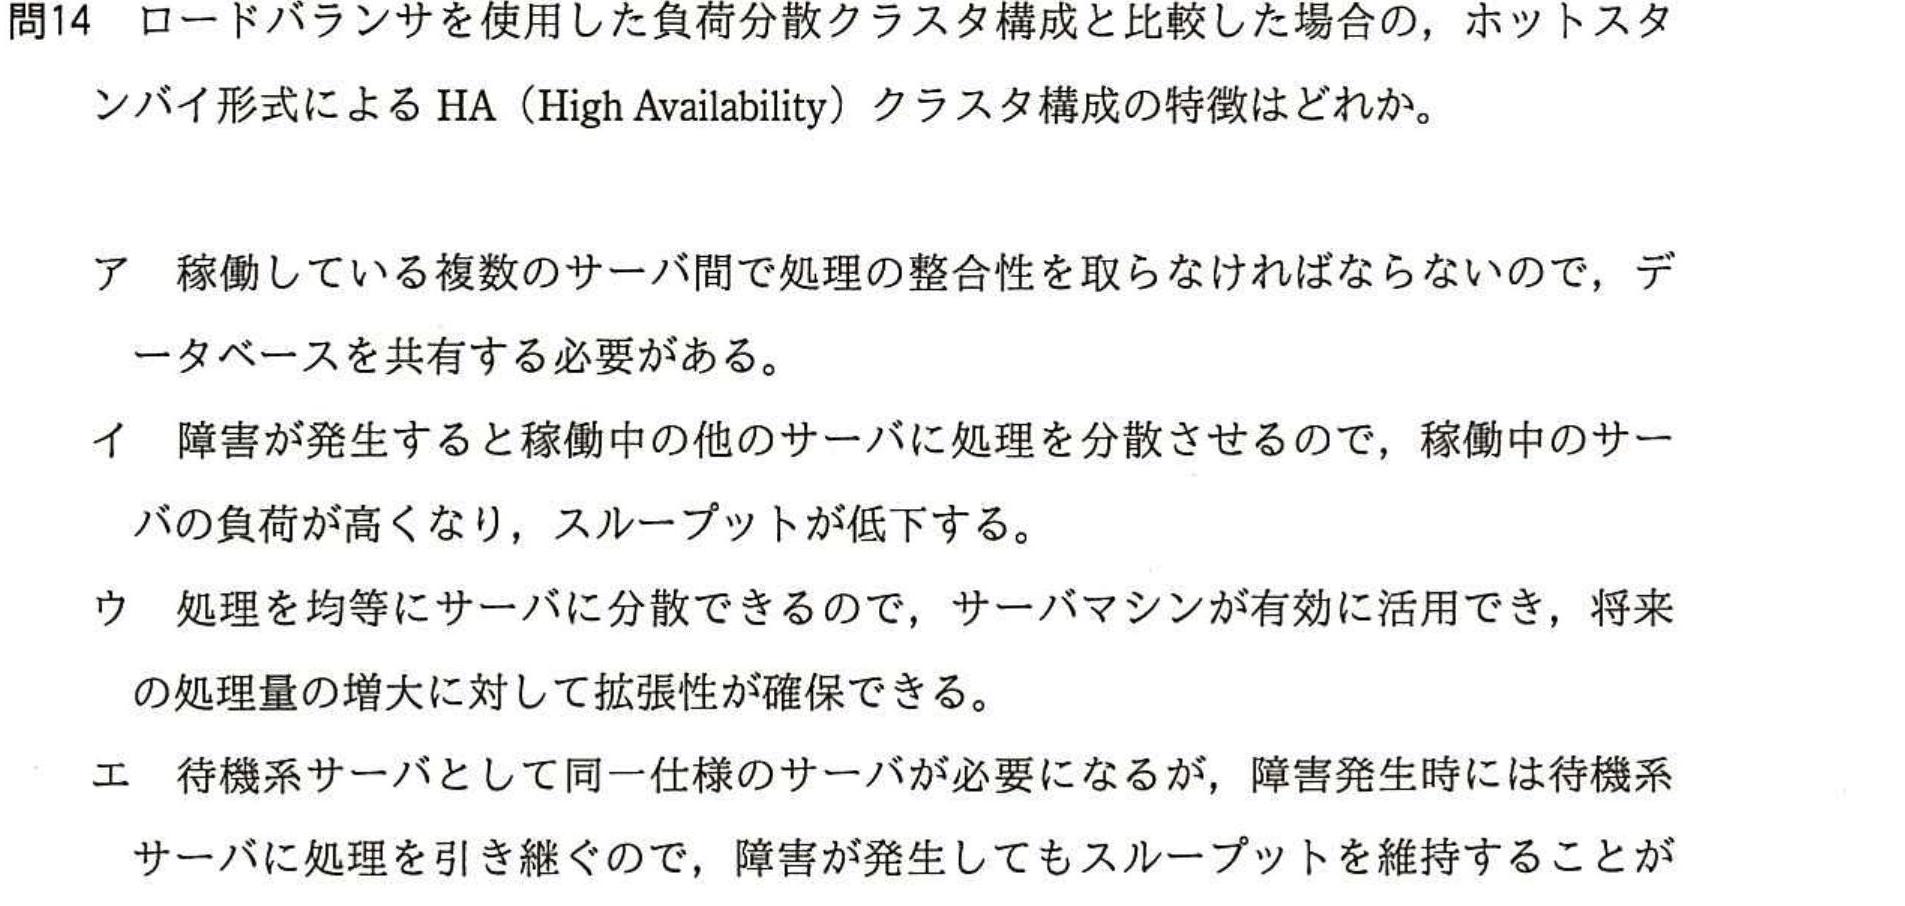 問14　ロードバランサを使用した負荷分散クラスタ構成と比較した場合の，ホットスタ
ンバイ形式による HA（High Availability）クラスタ構成の特徴はどれか。
ア　稼働している複数のサーバ間で処理の整合性を取らなければならないので，デ
ータベースを共有する必要がある。
イ　障害が発生すると稼働中の他のサーバに処理を分散させるので，稼働中のサー
バの負荷が高くなり，スループットが低下する。
ウ　処理を均等にサーバに分散できるので，サーバマシンが有効に活用でき，将来
の処理量の増大に対して拡張性が確保できる。
エ　待機系サーバとして同一仕様のサーバが必要になるが，障害発生時には待機系
サーバに処理を引き継ぐので，障害が発生してもスループットを維持することが